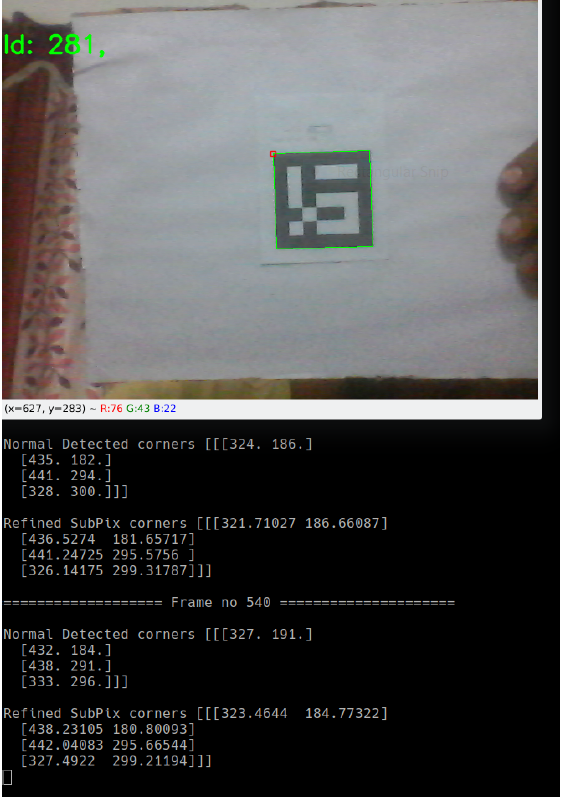 Id: 281,
(x=627, y=283) ~ R:76 G:43 B:22
Normal Detected corners [[[324. 186.]
[435. 182.]
[441. 294.]
[328. 300.]]]
Refined SubPix corners [[[321.71027 186.66087]
[436.5274  181.65717]
[441.24725 295.5756 ]
[326.14175 299.31787]]]
=================== Frame no 540 =====================
Normal Detected corners [[[327. 191.]
[432. 184.]
[438. 291.]
[333. 296.]]]
Refined SubPix corners [[[323.4644  184.77322]
[438.23105 180.80093]
[442.04083 295.66544]
[327.4922  299.21194]]]